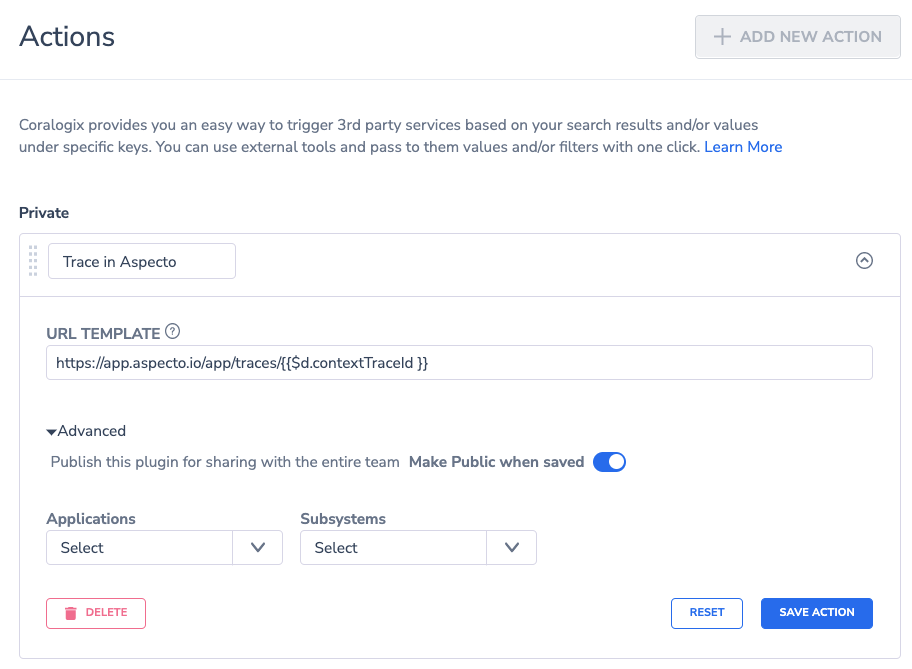 Actions
ADD NEW ACTION
Coralogix provides you an easy way to trigger 3rd party services based on your search results and/or values
under specific keys. You can use external tools and pass to them values and/or filters with one click. Learn More
Private
Trace in Aspecto
URL TEMPLATE ?
https://app.aspecto.io/app/traces/{{$d.contextTraceId }}
Advanced
Publish this plugin for sharing with the entire team Make Public when saved
Applications Subsystems
Select Select
DELETE RESET SAVE ACTION